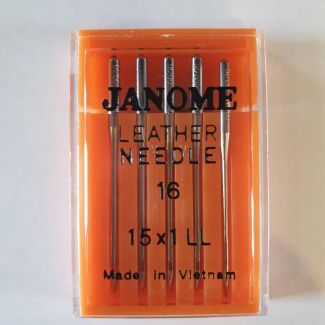 JANOME
LEATHER
NEEDLE
16
15x1 LL
Made In Vietnam